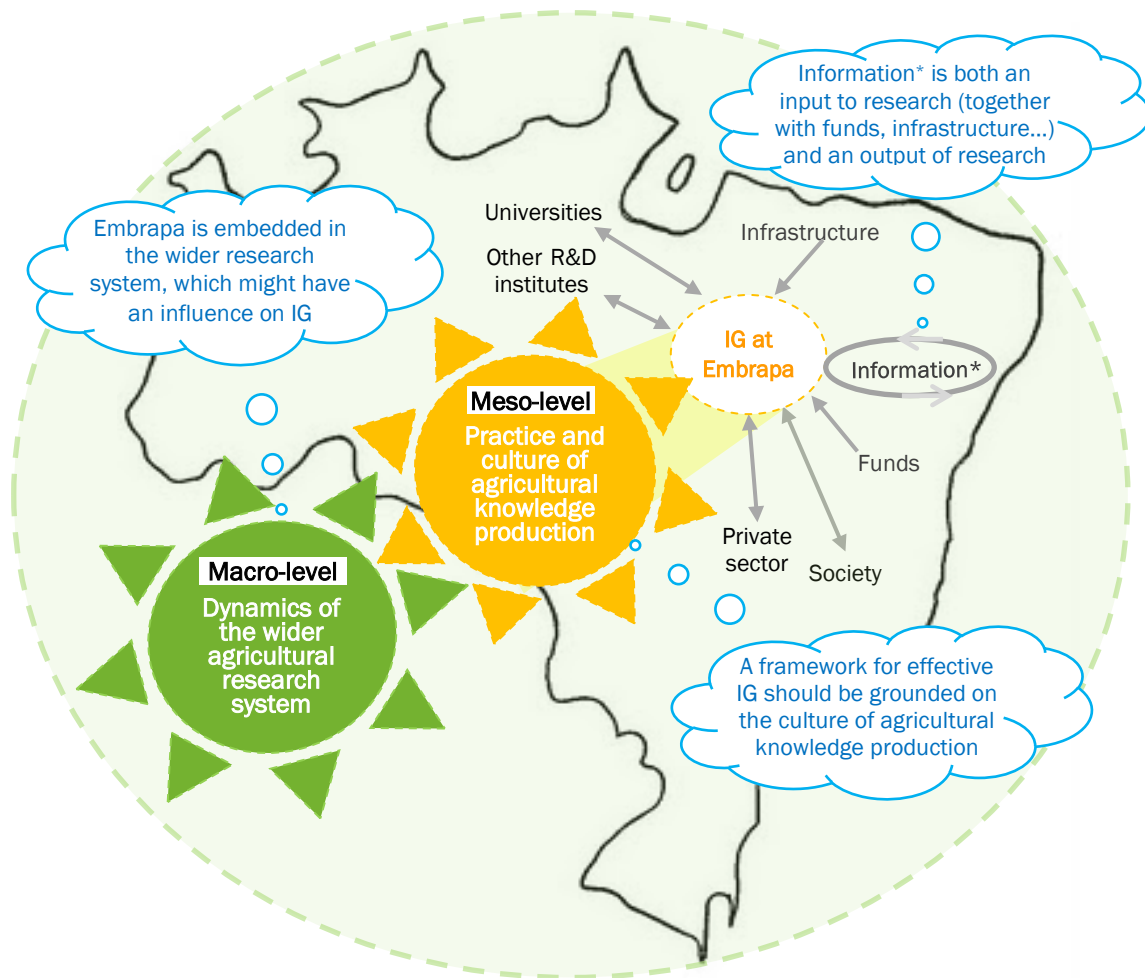 Information* is both an
input to research (together
with funds, infrastructure...)
and an output of research
Embrapa is embedded in
the wider research
system, which might have
an influence on IG
Universities
Other R&D
institutes
Infrastructure
IG at
Embrapa
Information*
Funds
Private
sector
Society
Meso-level
Practice and
culture of
agricultural
knowledge
production
Macro-level
Dynamics of
the wider
agricultural
research
system
A framework for effective
IG should be grounded on
the culture of agricultural
knowledge production